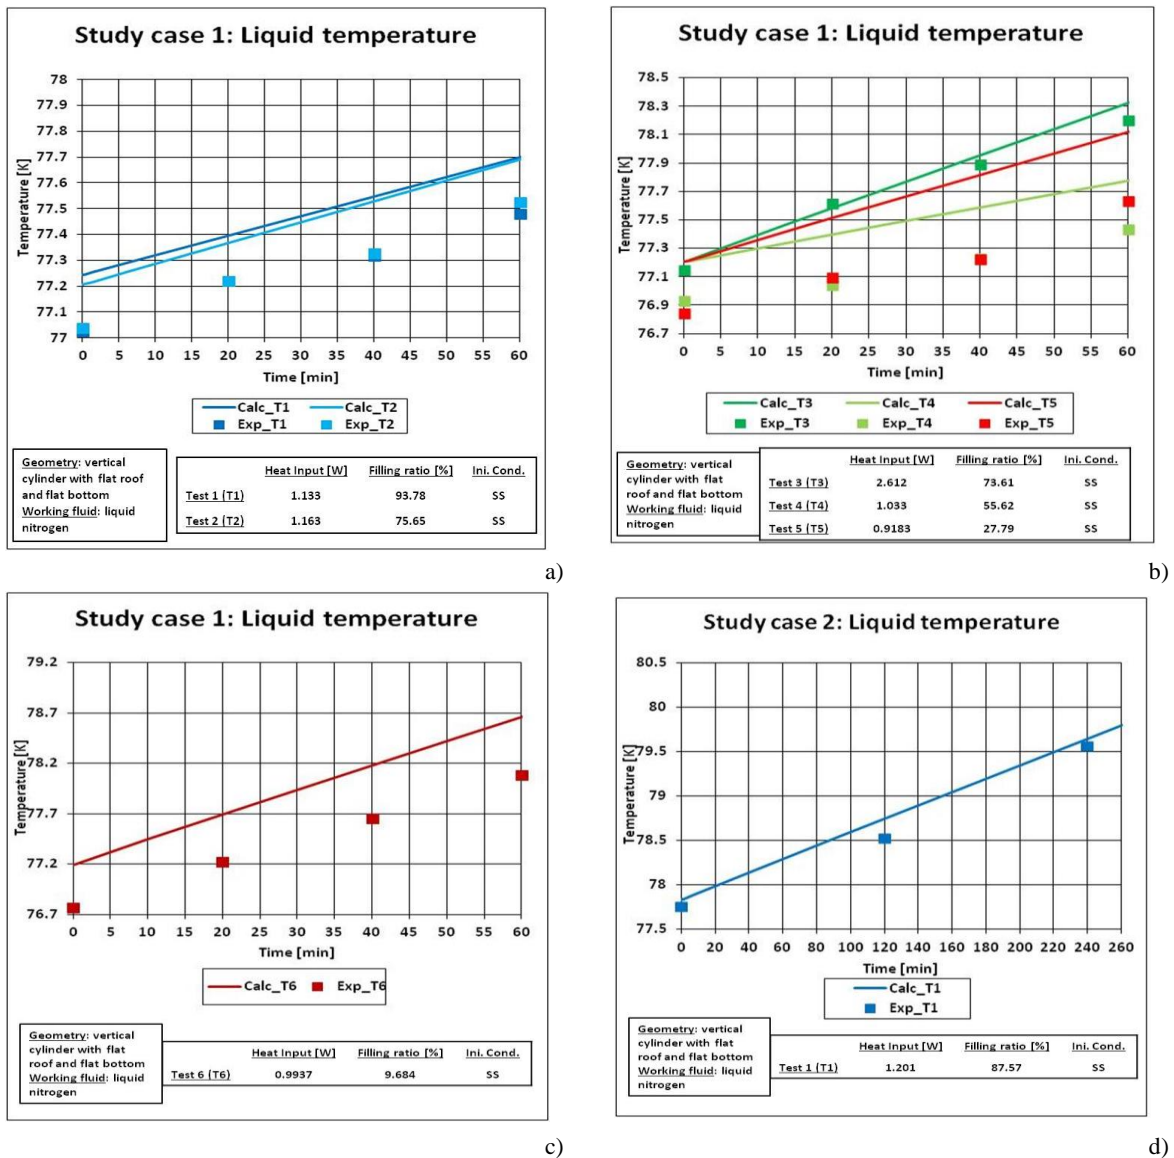 Study case 1: Liquid temperature
78
77.9
77.8
77.7
77.6
77.5
77.4
77.3
77.2
77.1
77
Temperature [K]
0 5 10 15 20 25 30 35 40 45 50 55 60
Time [min]
Calc_T1 Calc_T2
Exp_T1 Exp_T2
Geometry: vertical
cylinder with flat roof
and flat bottom
Working fluid: liquid
nitrogen
Heat Input [W] Filling ratio [%] Ini. Cond.
Test 1 (T1) 1.133 93.78 SS
Test 2 (T2) 1.163 75.65 SS
a)
Study case 1: Liquid temperature
78.5
78.3
78.1
77.9
77.7
77.5
77.3
77.1
76.9
76.7
Temperature [K]
0 5 10 15 20 25 30 35 40 45 50 55 60
Time [min]
Calc_T3 Calc_T4 Calc_T5
Exp_T3 Exp_T4 Exp_T5
Geometry: vertical
cylinder with flat
roof and flat bottom
Working fluid: liquid
nitrogen
Heat Input [W] Filling ratio [%] Ini. Cond.
Test 3 (T3) 2.612 73.61 SS
Test 4 (T4) 1.033 55.62 SS
Test 5 (T5) 0.9183 27.79 SS
b)
Study case 1: Liquid temperature
79.2
78.7
78.2
77.7
77.2
76.7
Temperature [K]
0 5 10 15 20 25 30 35 40 45 50 55 60
Time [min]
Calc_T6 Exp_T6
Geometry: vertical
cylinder with flat
roof and flat bottom
Working fluid: liquid
nitrogen
Heat Input [W] Filling ratio [%] Ini. Cond.
Test 6 (T6) 0.9937 9.684 SS
c)
Study case 2: Liquid temperature
80.5
80
79.5
79
78.5
78
77.5
Temperature [K]
0 20 40 60 80 100 120 140 160 180 200 220 240 260
Time [min]
Calc_T1
Exp_T1
Geometry: vertical
cylinder with flat
roof and flat bottom
Working fluid: liquid
nitrogen
Heat Input [W] Filling ratio [%] Ini. Cond.
Test 1 (T1) 1.201 87.57 SS
d)